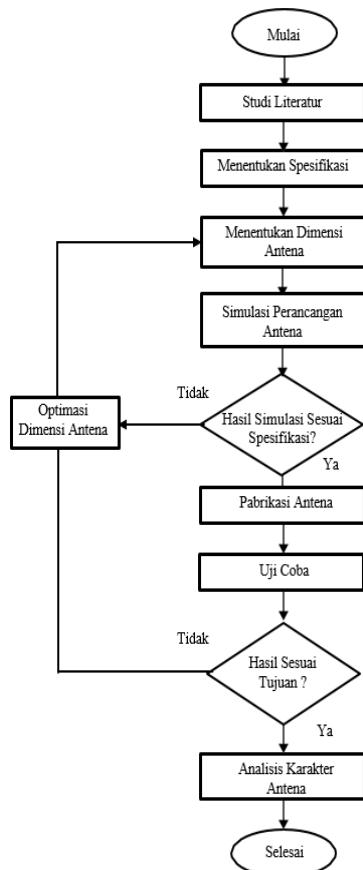 Mulai
Studi Literatur
Menentukan Spesifikasi
Menentukan Dimensi
Antena
Simulasi Perancangan
Antena
Tidak
Hasil Simulasi Sesuai
Spesifikasi?
Optimasi
Dimensi Antena
Ya
Pabrikasi Antena
Uji Coba
Tidak
Hasil Sesuai
Tujuan ?
Ya
Analisis Karakter
Antena
Selesai